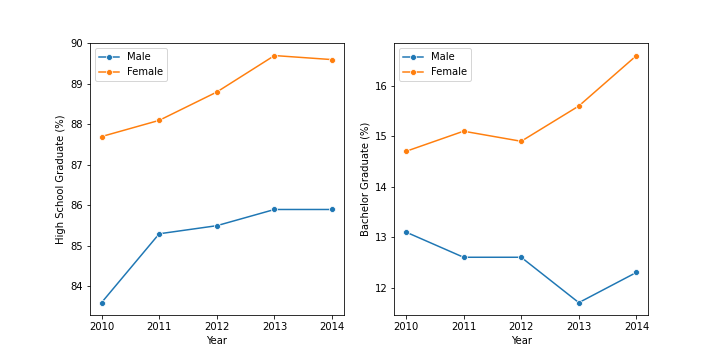 Male
Female
High School Graduate (%)
90
89
88
87
86
85
84
2010 2011 2012 2013 2014
Year
Male
Female
Bachelor Graduate (%)
16
15
14
13
12
2010 2011 2012 2013 2014
Year